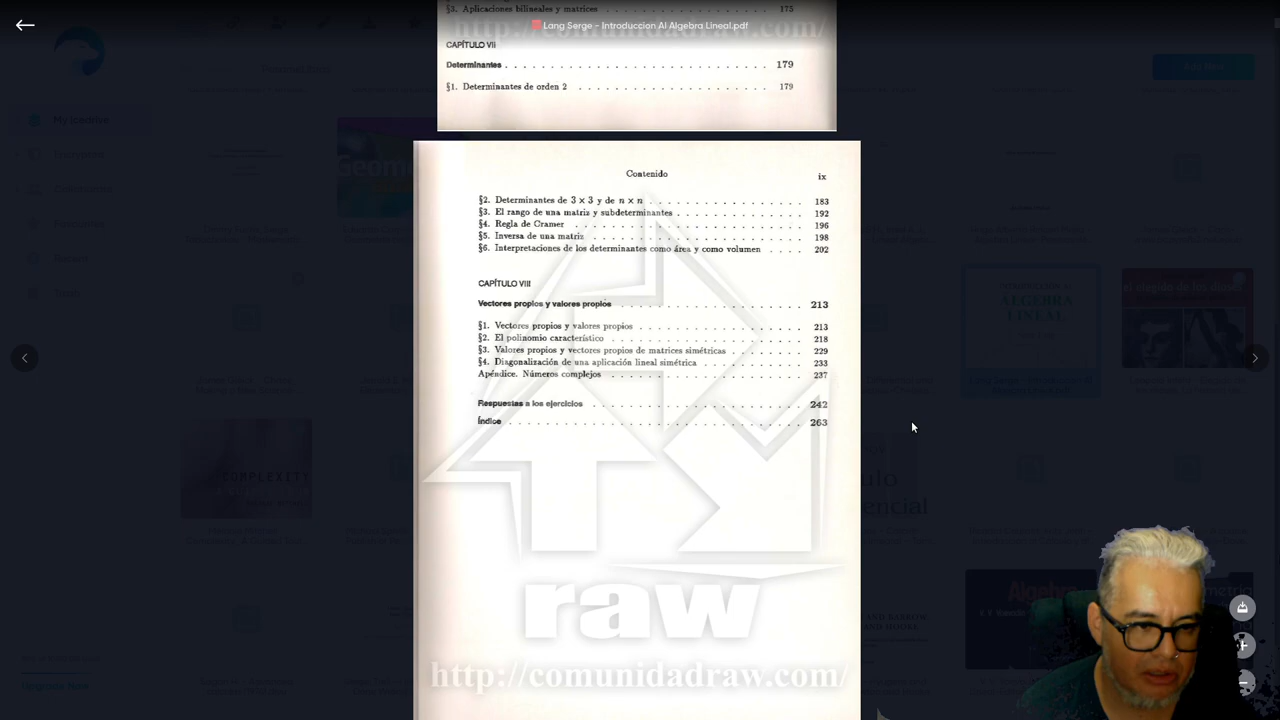 §3. Aplicaciones bilineales y matrices 175
Lang Serge - Introduccion Al Algebra Lineal.pdf
CAPÍTULO VII
Determinantes 179
§1. Determinantes de orden 2 179
Contenido ix
§2. Determinantes de 3 × 3 y de n × n 183
§3. El rango de una matriz y subdeterminantes 192
§4. Regla de Cramer 196
§5. Inversa de una matriz 198
§6. Interpretaciones de los determinantes como área y como volumen 202
CAPÍTULO VIII
Vectores propios y valores propios 213
§1. Vectores propios y valores propios 213
§2. El polinomio característico 218
§3. Valores propios y vectores propios de matrices simétricas 229
§4. Diagonalización de una aplicación lineal simétrica 233
Apéndice. Números complejos 237
Respuestas a los ejercicios 242
Índice 263
raw
http://comunidadraw.com/
ÁLGEBRA
LINEAL
COMPLEXITY
Upgrade Now